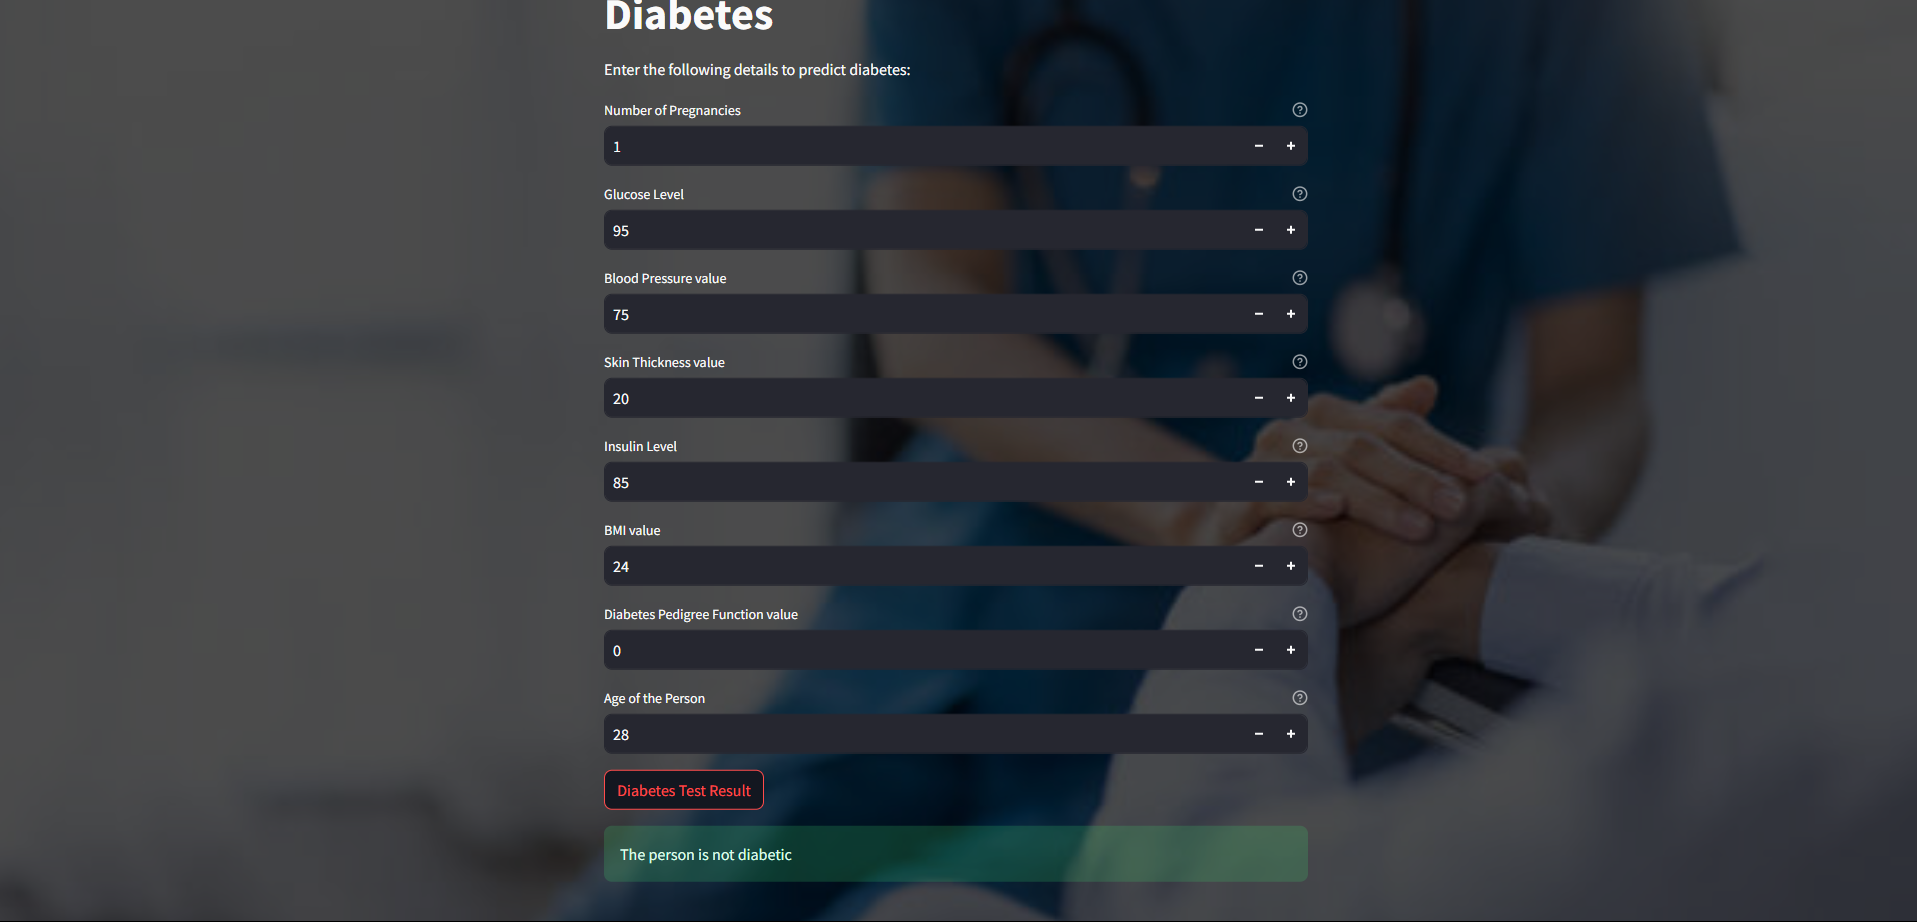 Diabetes
Enter the following details to predict diabetes:
Number of Pregnancies
1
Glucose Level
95
Blood Pressure value
75
Skin Thickness value
20
Insulin Level
85
BMI value
24
Diabetes Pedigree Function value
0
Age of the Person
28
Diabetes Test Result
The person is not diabetic